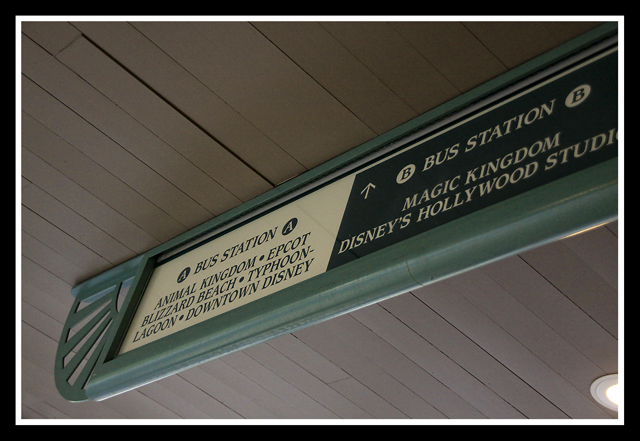 A BUS STATION A
ANIMAL KINGDOM • EPCOT
BLIZZARD BEACH • TYPHOON-
LAGOON • DOWNTOWN DISNEY
↑ B BUS STATION B
MAGIC KINGDOM
DISNEY'S HOLLYWOOD STUDIO